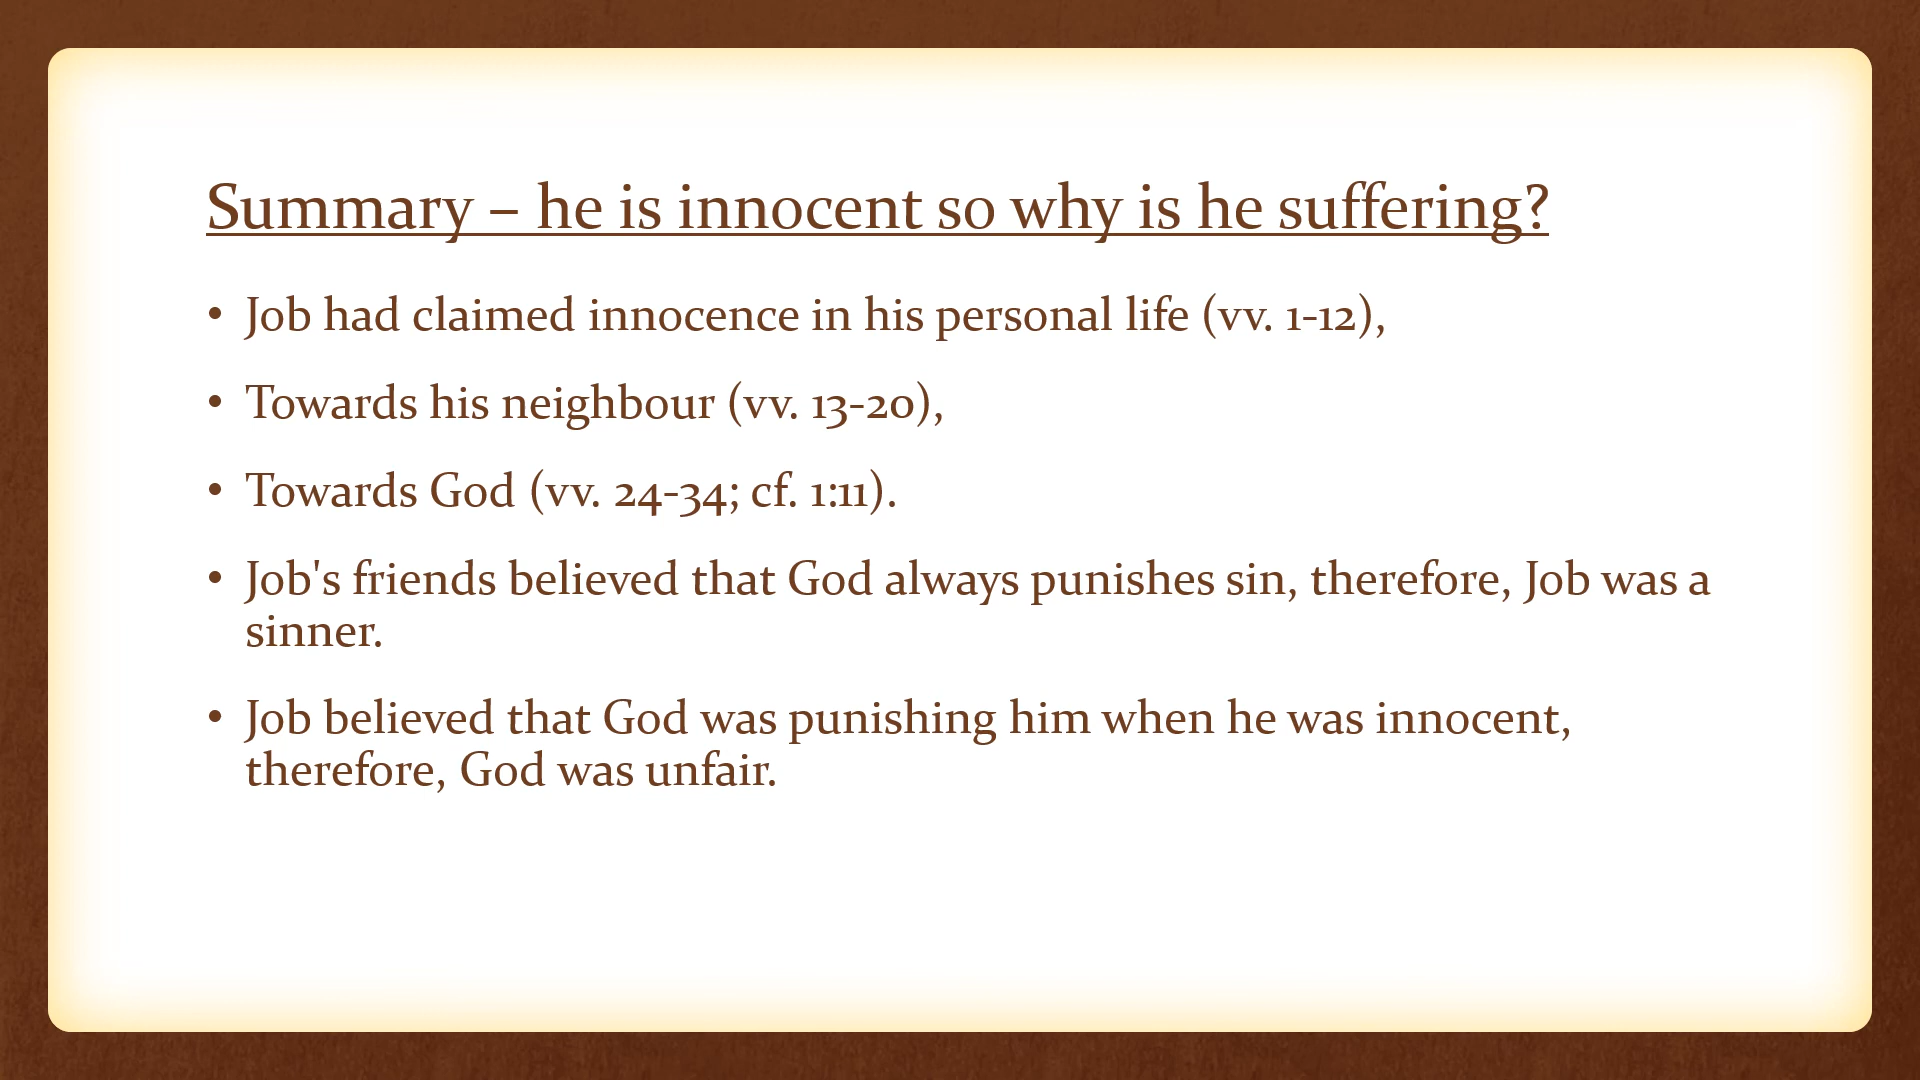 Summary – he is innocent so why is he suffering?
• Job had claimed innocence in his personal life (vv. 1-12),
• Towards his neighbour (vv. 13-20),
• Towards God (vv. 24-34; cf. 1:11).
• Job's friends believed that God always punishes sin, therefore, Job was a
sinner.
• Job believed that God was punishing him when he was innocent,
therefore, God was unfair.